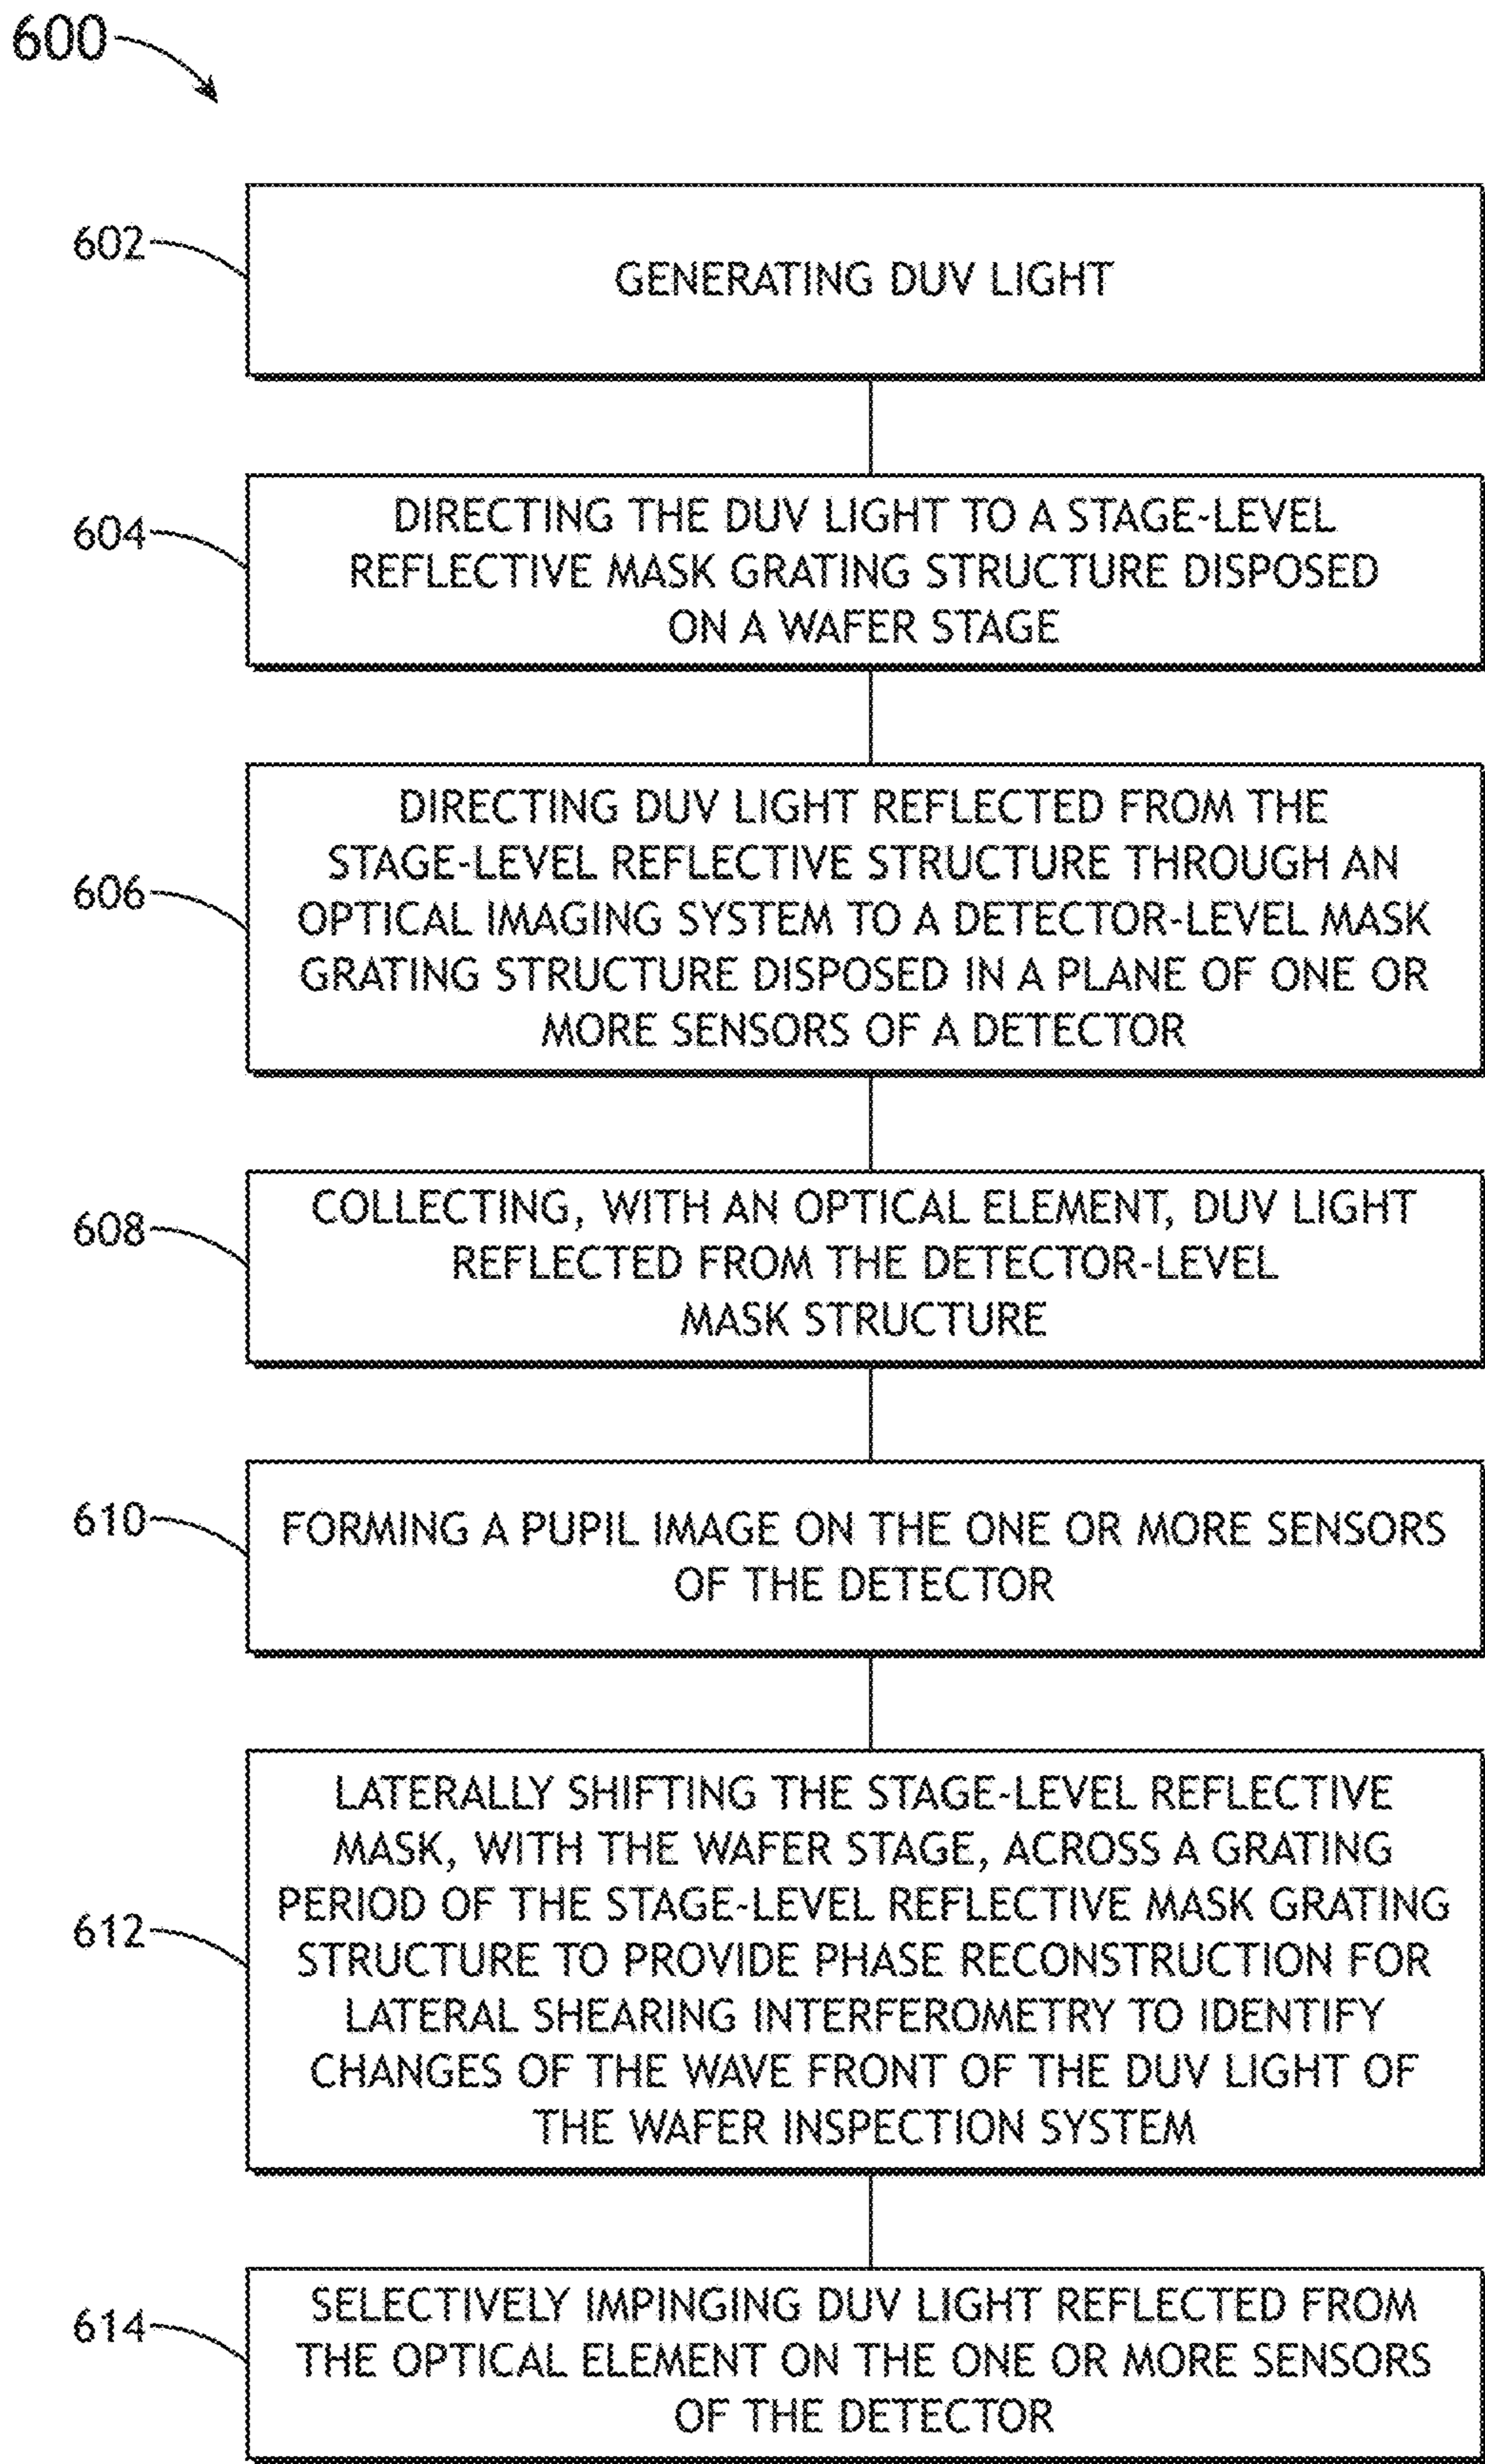 600
602
GENERATING DUV LIGHT
604
DIRECTING THE DUV LIGHT TO A STAGE-LEVEL
REFLECTIVE MASK GRATING STRUCTURE DISPOSED
ON A WAFER STAGE
606
DIRECTING DUV LIGHT REFLECTED FROM THE
STAGE-LEVEL REFLECTIVE STRUCTURE THROUGH AN
OPTICAL IMAGING SYSTEM TO A DETECTOR-LEVEL MASK
GRATING STRUCTURE DISPOSED IN A PLANE OF ONE OR
MORE SENSORS OF A DETECTOR
608
COLLECTING, WITH AN OPTICAL ELEMENT, DUV LIGHT
REFLECTED FROM THE DETECTOR-LEVEL
MASK STRUCTURE
610
FORMING A PUPIL IMAGE ON THE ONE OR MORE SENSORS
OF THE DETECTOR
612
LATERALLY SHIFTING THE STAGE-LEVEL REFLECTIVE
MASK, WITH THE WAFER STAGE, ACROSS A GRATING
PERIOD OF THE STAGE-LEVEL REFLECTIVE MASK GRATING
STRUCTURE TO PROVIDE PHASE RECONSTRUCTION FOR
LATERAL SHEARING INTERFEROMETRY TO IDENTIFY
CHANGES OF THE WAVE FRONT OF THE DUV LIGHT OF
THE WAFER INSPECTION SYSTEM
614
SELECTIVELY IMPINGING DUV LIGHT REFLECTED FROM
THE OPTICAL ELEMENT ON THE ONE OR MORE SENSORS
OF THE DETECTOR